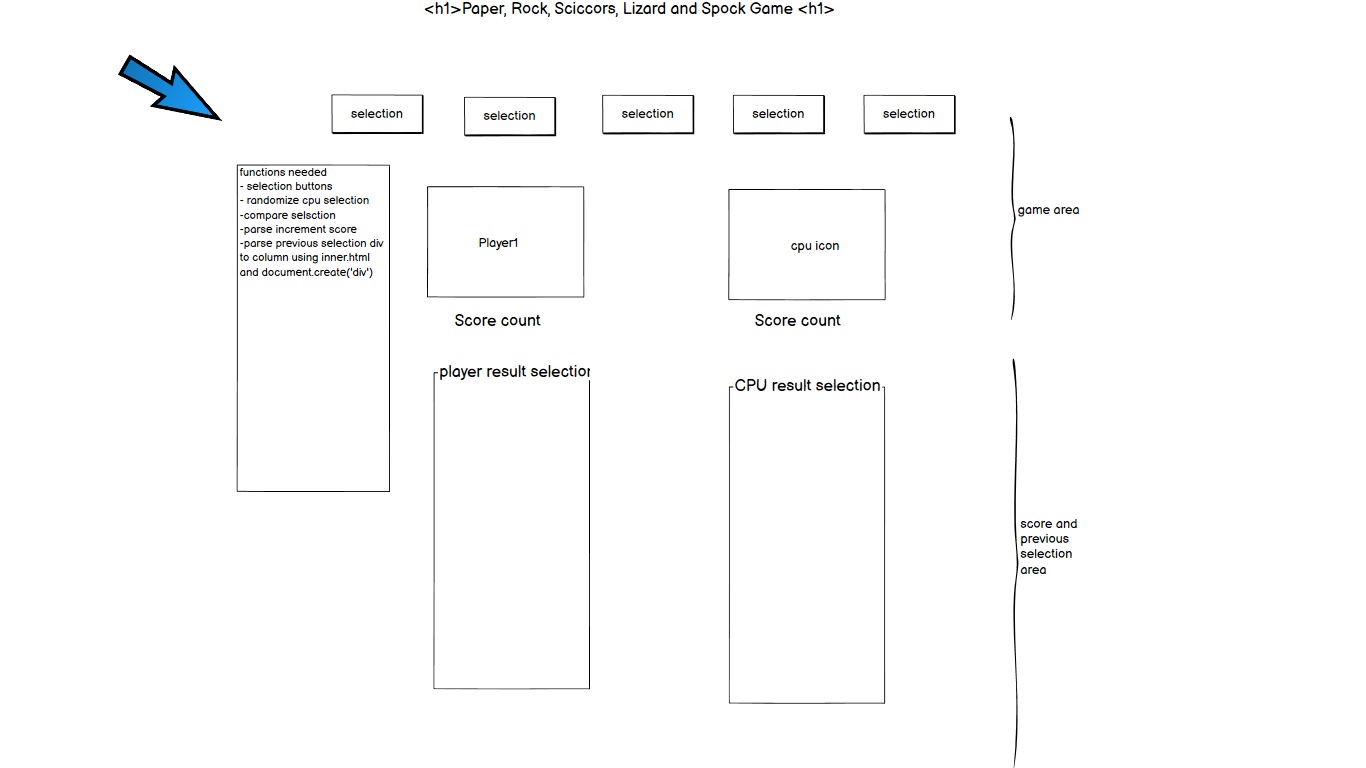 <h1>Paper, Rock, Sciccors, Lizard and Spock Game <h1>
selection
selection
selection
selection
selection
functions needed
- selection buttons
- randomize cpu selection
-compare selsction
-parse increment score
-parse previous selection div
to column using inner.html
and document.create('div')
Player1
cpu icon
game area
Score count
Score count
player result selection
CPU result selection
score and
previous
selection
area